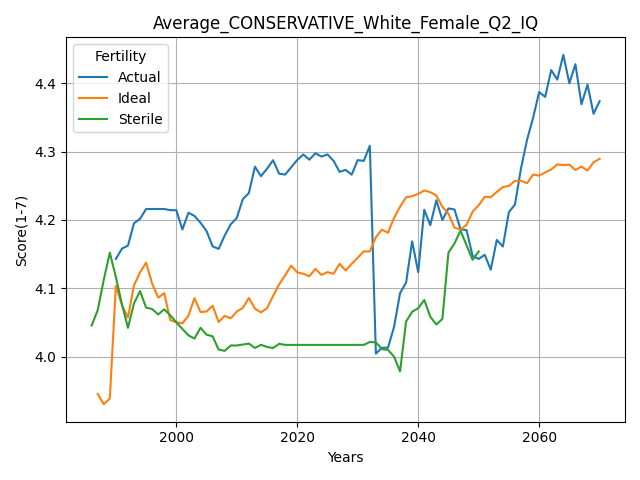 Average_CONSERVATIVE_White_Female_Q2_IQ
Fertility
Actual
Ideal
Sterile
Score(1-7)
4.4
4.3
4.2
4.1
4.0
2000 2020 2040 2060
Years